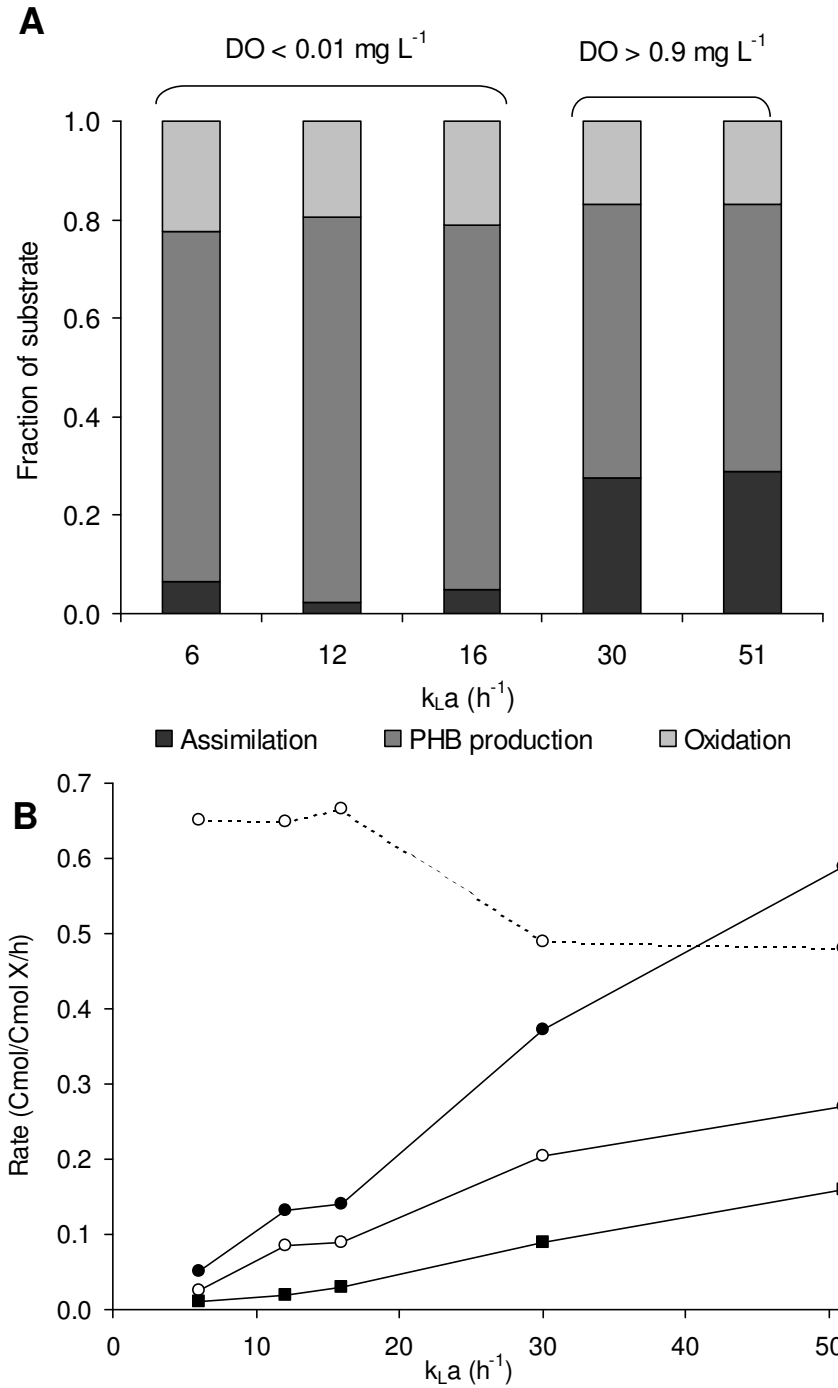 A
DO < 0.01 mg L⁻¹
DO > 0.9 mg L⁻¹
Fraction of substrate
1.0
0.8
0.6
0.4
0.2
0.0
6 12 16 30 51
kLa (h⁻¹)
Assimilation PHB production Oxidation
B
Rate (Cmol/Cmol X/h)
0.7
0.6
0.5
0.4
0.3
0.2
0.1
0.0
0 10 20 30 40 50
kLa (h⁻¹)